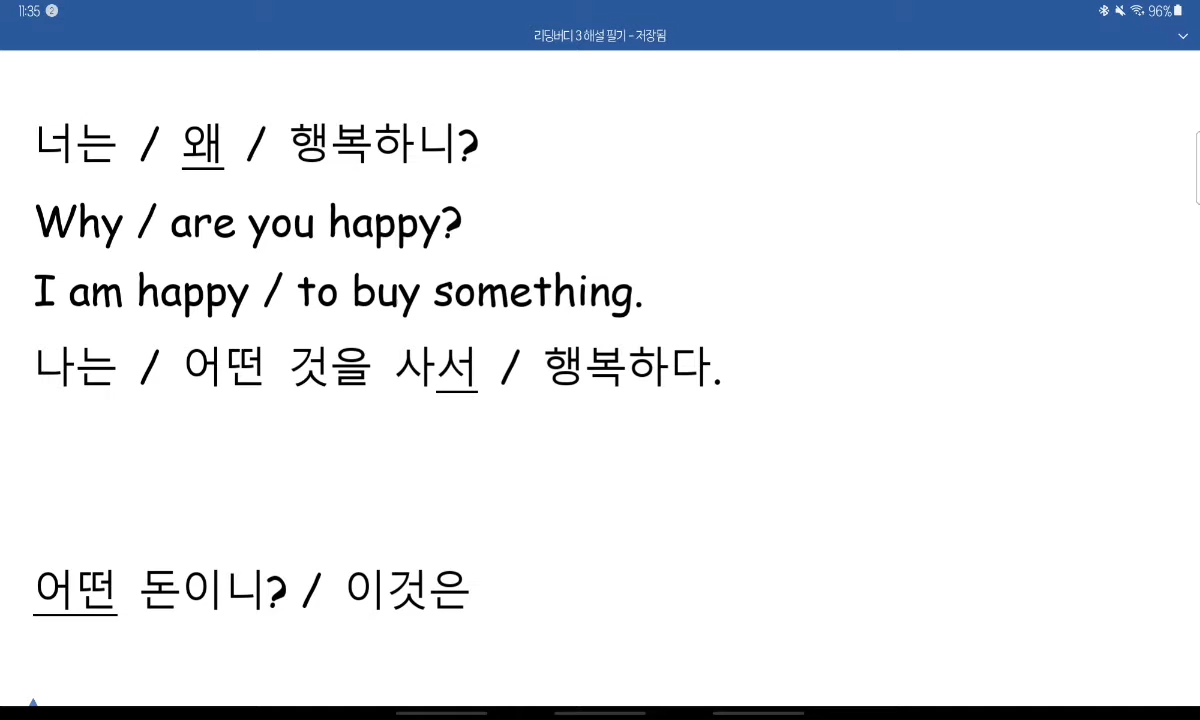 11:35 2 96%
리딩버디 3 해설 필기 - 저장됨
너는 / 왜 / 행복하니?
Why / are you happy?
I am happy / to buy something.
나는 / 어떤 것을 사서 / 행복하다.
어떤 돈이니? / 이것은